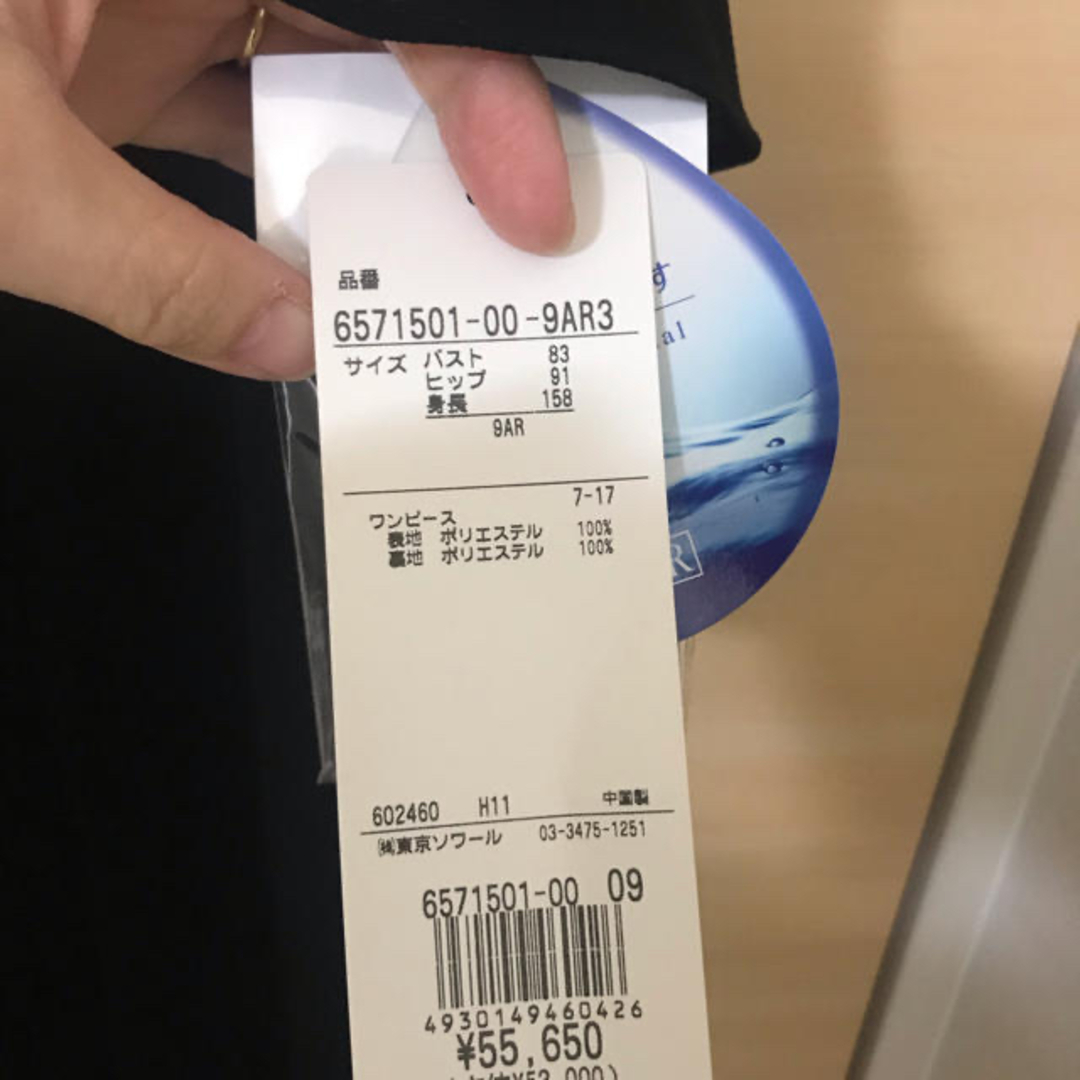 品番
6571501-00-9AR3
サイズ バスト 83
ヒップ 91
身長 158
9AR
7-17
ワンピース
表地 ポリエステル 100%
裏地 ポリエステル 100%
602460 H11 中国製
㈱東京ソワール 03-3475-1251
6571501-00 09
4930149460426
¥55,650
す
al
R